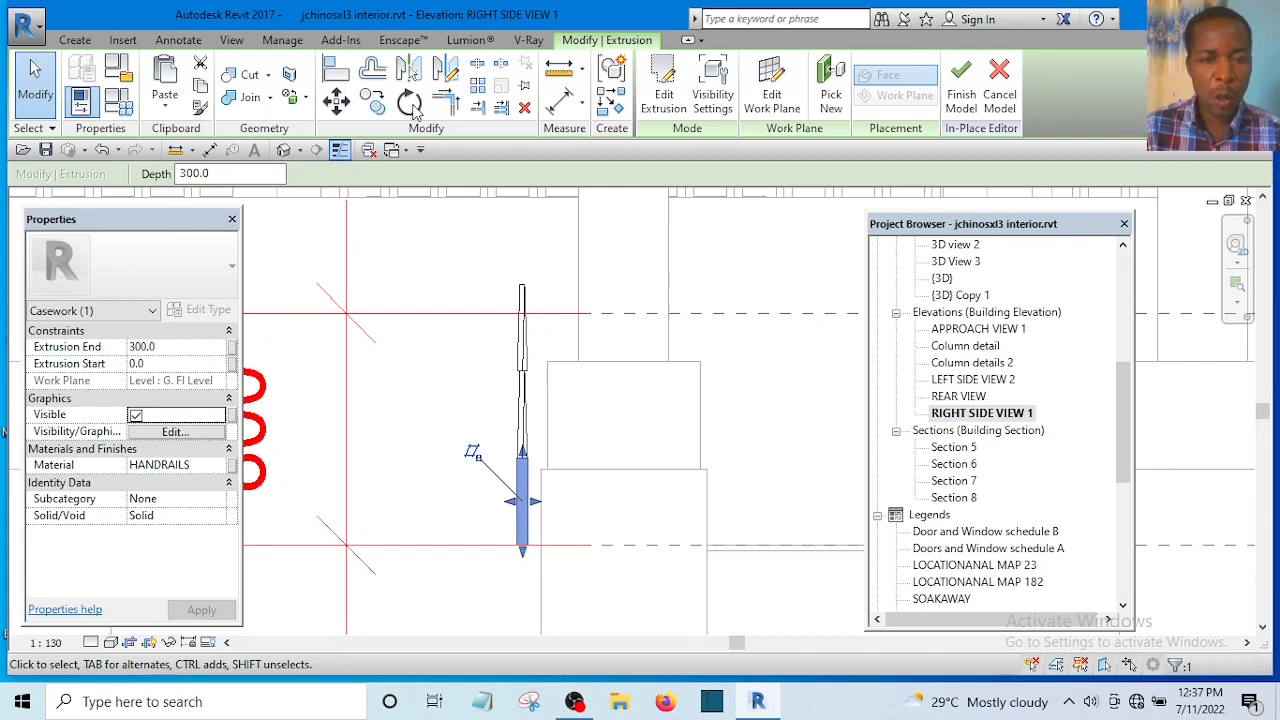 Autodesk Revit 2017 - jchinosxl3 interior.rvt - Elevation: RIGHT SIDE VIEW 1
Type a keyword or phrase
Sign In
Create Insert Annotate View Manage Add-Ins Enscape™ Lumion® V-Ray Modify | Extrusion
Modify
Paste
Cut
Join
Edit Extrusion
Visibility Settings
Edit Work Plane
Pick New
Face
Work Plane
Finish Model
Cancel Model
Select Properties Clipboard Geometry Modify Measure Create Mode Work Plane Placement In-Place Editor
Modify | Extrusion Depth 300.0
Properties
Casework (1) Edit Type
Constraints
Extrusion End 300.0
Extrusion Start 0.0
Work Plane Level : G. Fl Level
Graphics
Visible
Visibility/Graphi... Edit...
Materials and Finishes
Material HANDRAILS
Identity Data
Subcategory None
Solid/Void Solid
Properties help Apply
Project Browser - jchinosxl3 interior.rvt
3D view 2
3D View 3
{3D}
{3D} Copy 1
Elevations (Building Elevation)
APPROACH VIEW 1
Column detail
Column details 2
LEFT SIDE VIEW 2
REAR VIEW
RIGHT SIDE VIEW 1
Sections (Building Section)
Section 5
Section 6
Section 7
Section 8
Legends
Door and Window schedule B
Doors and Window schedule A
LOCATIONANAL MAP 23
LOCATIONANAL MAP 182
SOAKAWAY
2D
Activate Windows
Go to Settings to activate Windows.
1 : 130
Click to select, TAB for alternates, CTRL adds, SHIFT unselects.
:1
Type here to search
29°C Mostly cloudy
12:37 PM
7/11/2022